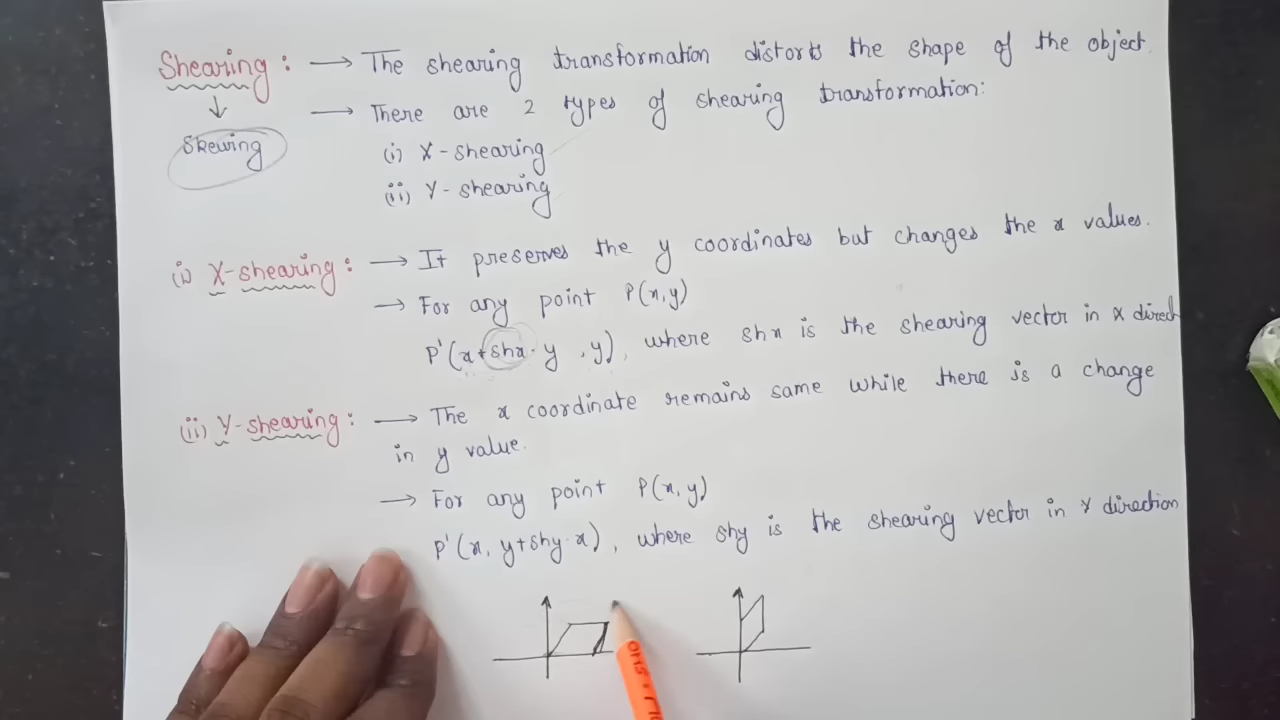 Shearing : → The shearing transformation distorts the shape of the object.
↓ → There are 2 types of shearing transformation:
Skewing
(i) X-shearing
(ii) Y-shearing
(i) X-shearing : → It preserves the y coordinates but changes the x values.
→ For any point P(x,y)
P'(x+shx·y ,y), where shx is the shearing vector in x direct
(ii) Y-shearing : → The x coordinate remains same while there is a change
in y value.
→ For any point P(x,y)
P'(x, y+shy·x), where shy is the shearing vector in Y direction